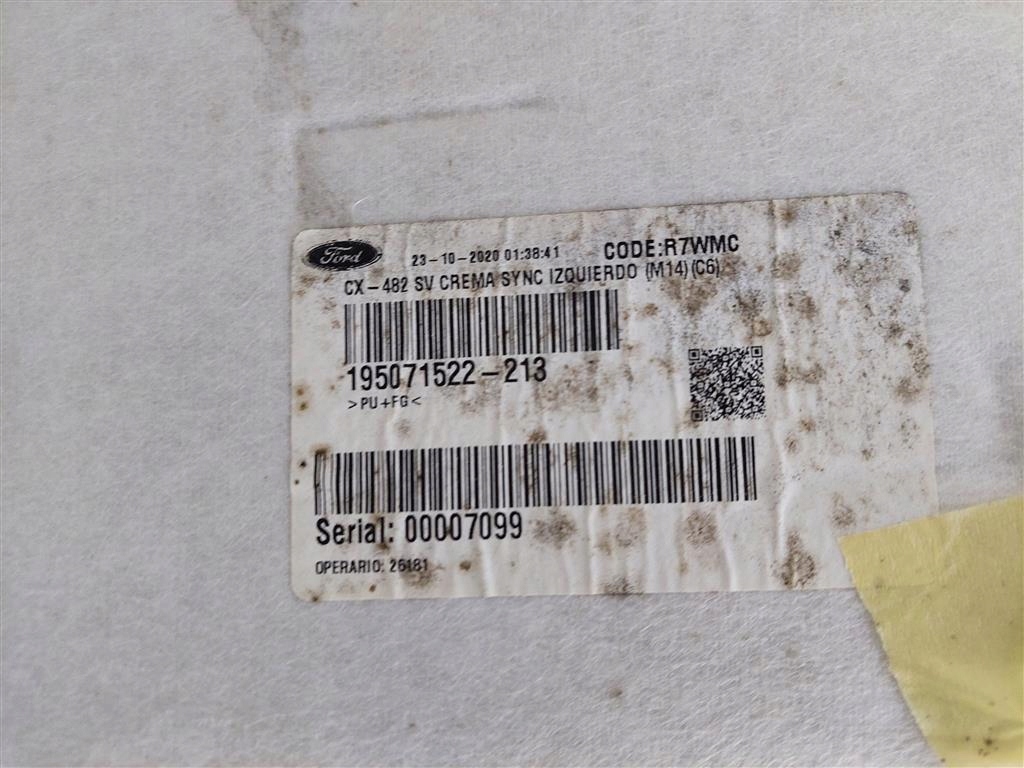 Ford 23-10-2020 01:38:41 CODE:R7WMC
CX-482 SV CREMA SYNC IZQUIERDO (M14)(C6)
195071522-213
>PU+FG<
Serial: 00007099
OPERARIO: 26181